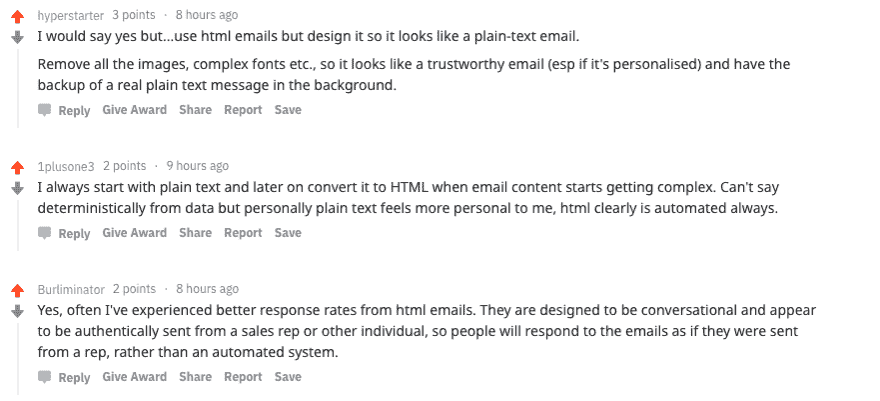 hyperstarter 3 points · 8 hours ago
I would say yes but...use html emails but design it so it looks like a plain-text email.
Remove all the images, complex fonts etc., so it looks like a trustworthy email (esp if it's personalised) and have the
backup of a real plain text message in the background.
Reply Give Award Share Report Save
1plusone3 2 points · 9 hours ago
I always start with plain text and later on convert it to HTML when email content starts getting complex. Can't say
deterministically from data but personally plain text feels more personal to me, html clearly is automated always.
Reply Give Award Share Report Save
Burliminator 2 points · 8 hours ago
Yes, often I've experienced better response rates from html emails. They are designed to be conversational and appear
to be authentically sent from a sales rep or other individual, so people will respond to the emails as if they were sent
from a rep, rather than an automated system.
Reply Give Award Share Report Save